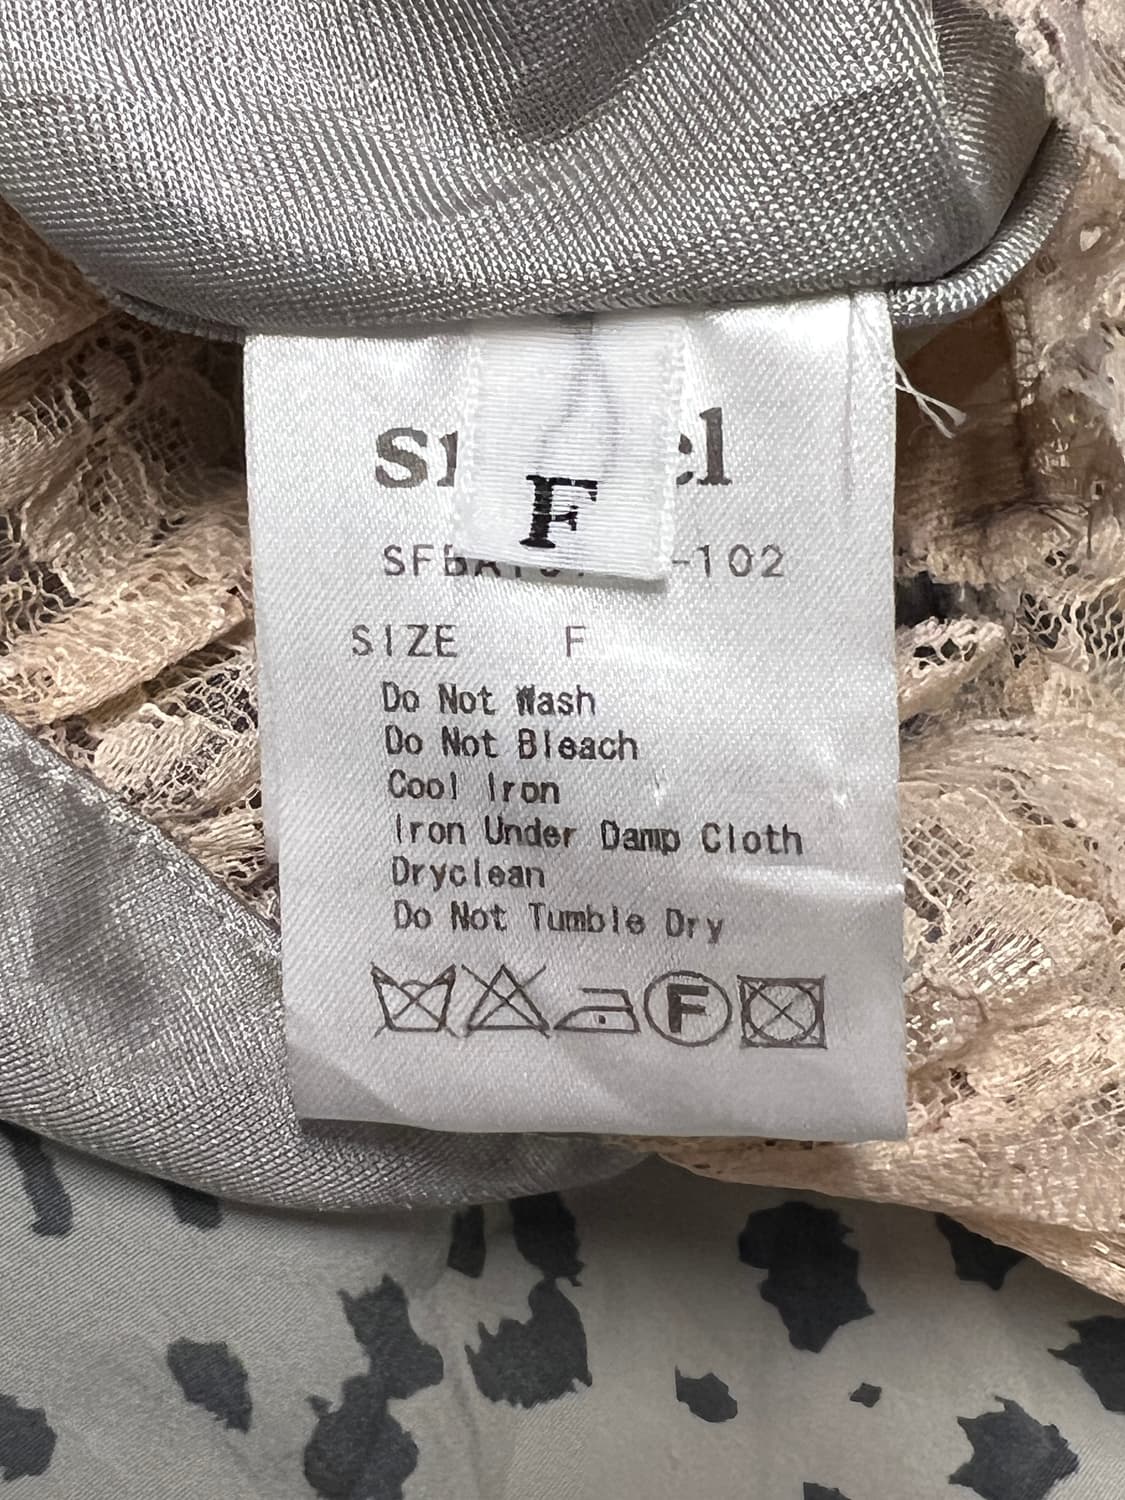 F
SIZE F
Do Not Wash
Do Not Bleach
Cool Iron
Iron Under Damp Cloth
Dryclean
Do Not Tumble Dry
F